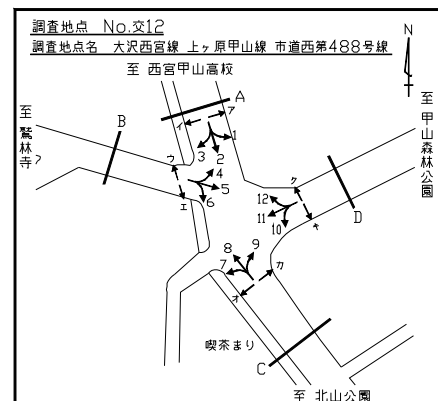 調査地点 No.交12
調査地点名 大沢西宮線 上ヶ原甲山線 市道西第488号線
至 西宮甲山高校
N
至 鷲林寺
至 甲山森林公園
A
B
C
D
ア
イ
ウ
エ
オ
カ
キ
ク
1
2
3
4
5
6
7
8
9
10
11
12
喫茶まり
至 北山公園